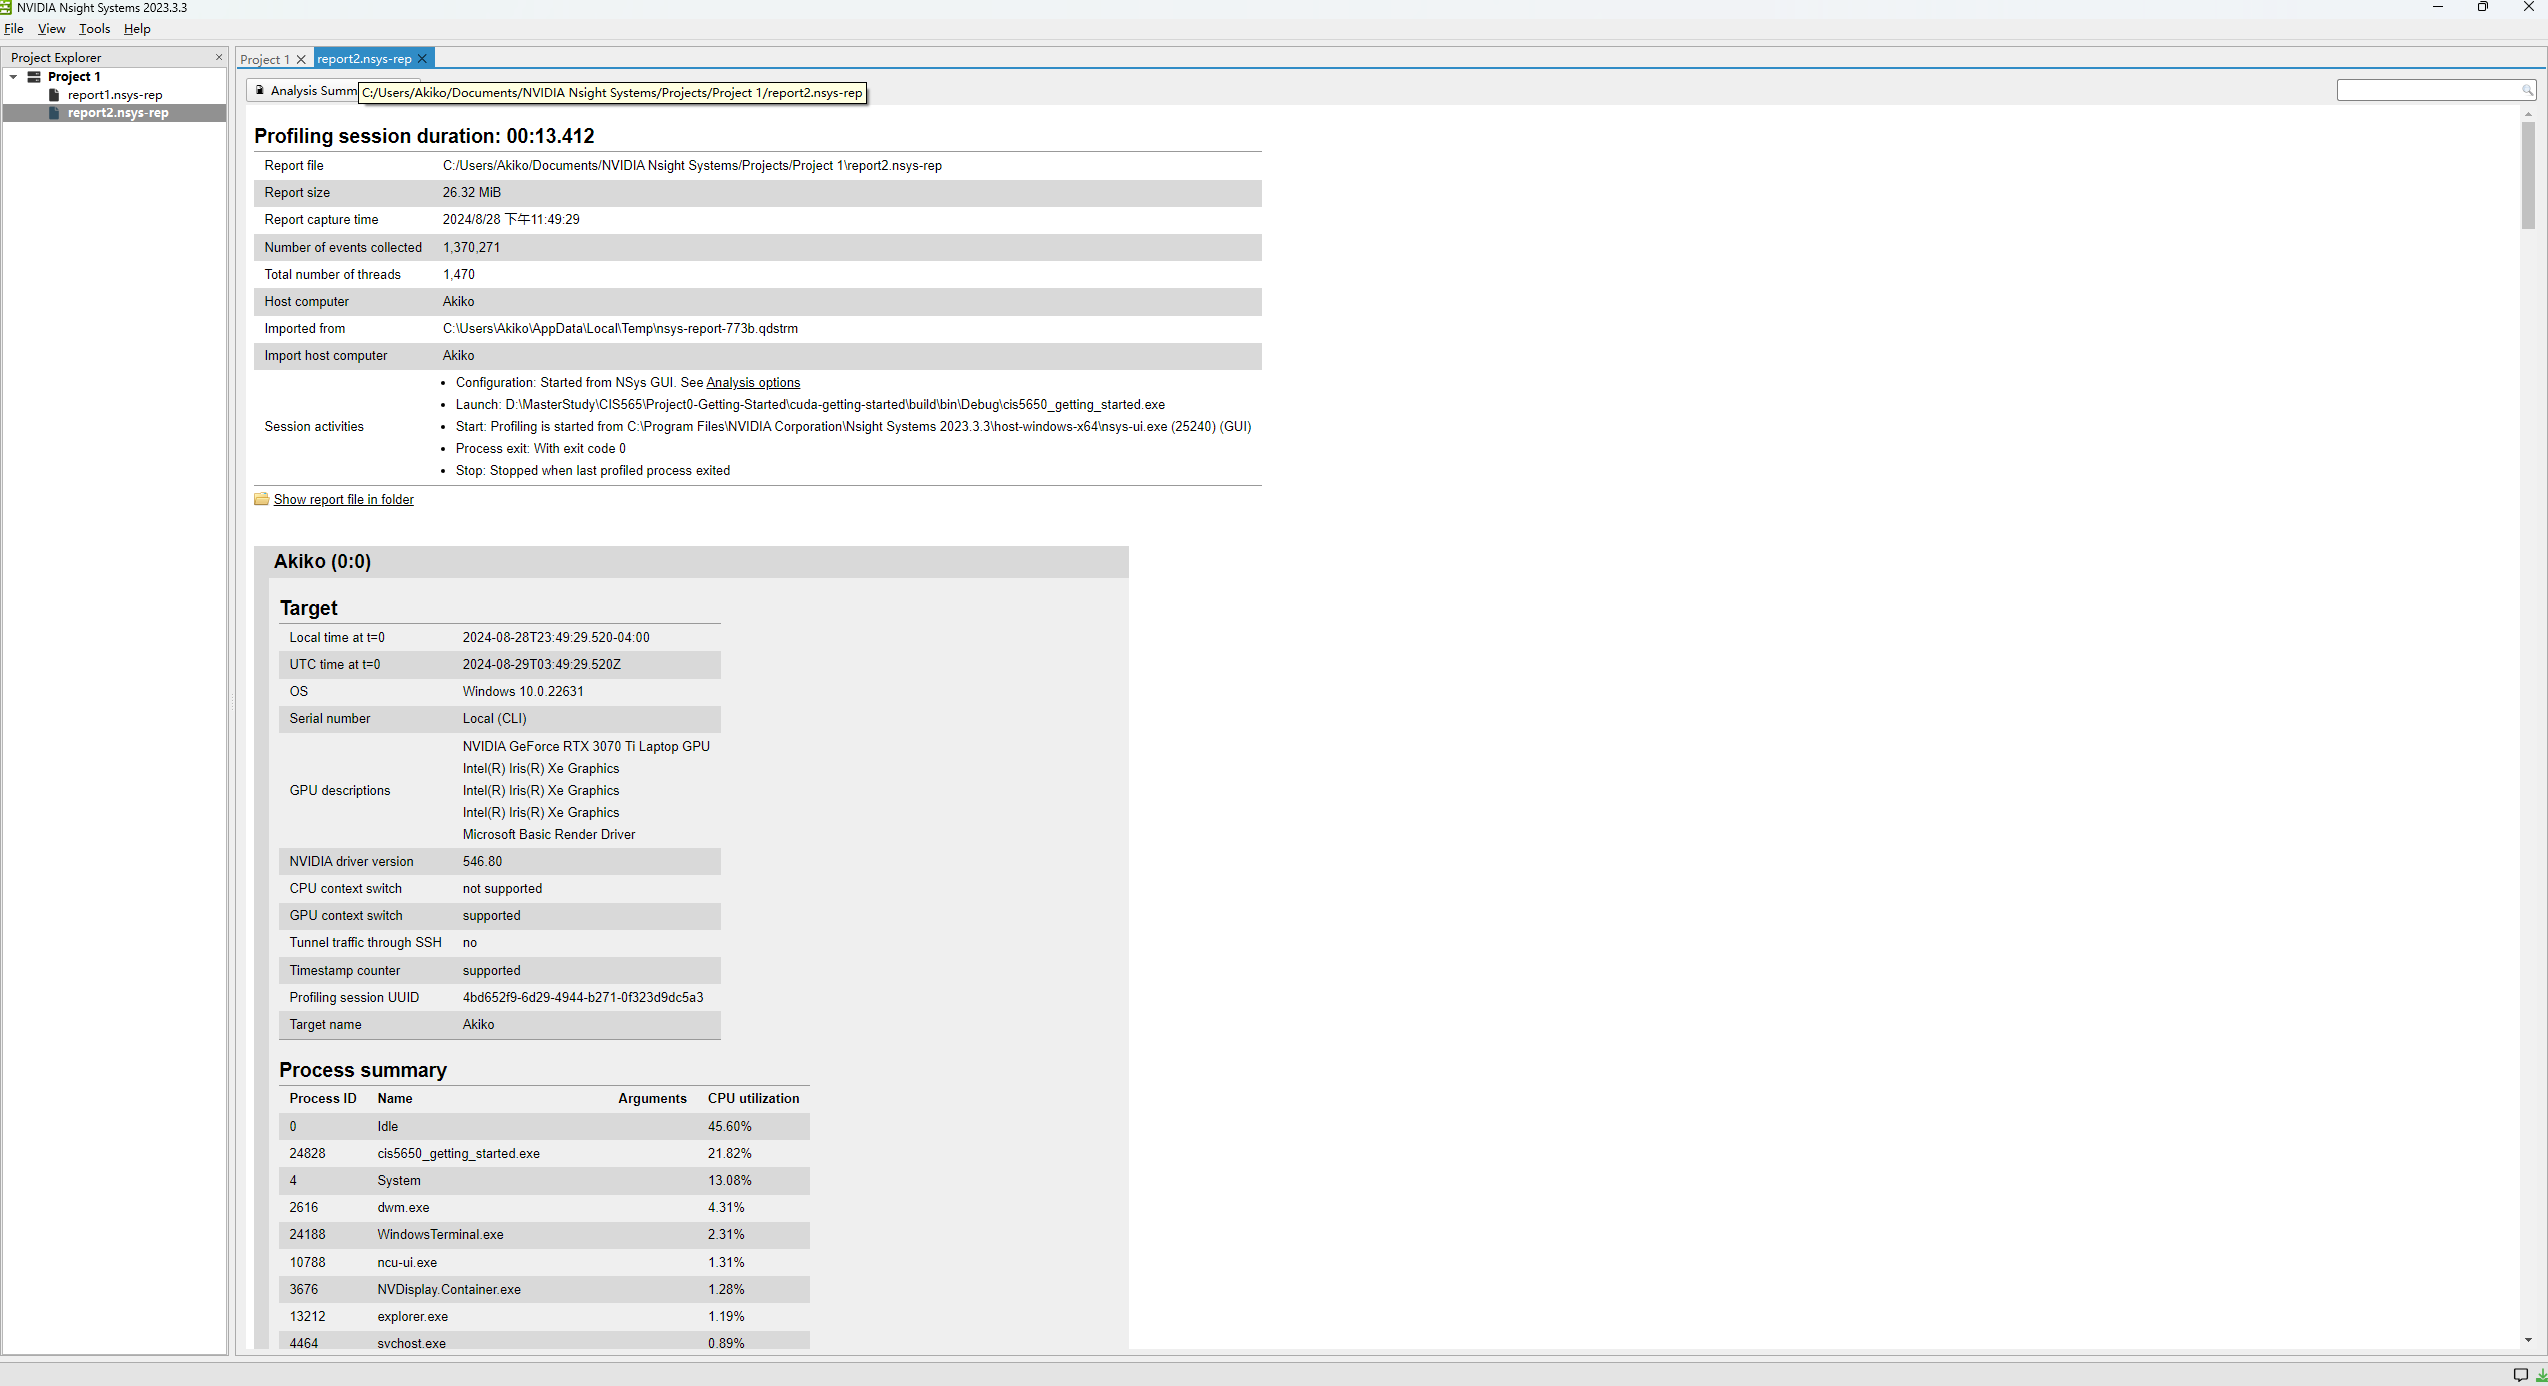 NVIDIA Nsight Systems 2023.3.3
File View Tools Help
Project Explorer
Project 1
report1.nsys-rep
report2.nsys-rep
Project 1 report2.nsys-rep
Analysis Summ
C:/Users/Akiko/Documents/NVIDIA Nsight Systems/Projects/Project 1/report2.nsys-rep
Profiling session duration: 00:13.412
Report file C:/Users/Akiko/Documents/NVIDIA Nsight Systems/Projects/Project 1\report2.nsys-rep
Report size 26.32 MiB
Report capture time 2024/8/28 下午11:49:29
Number of events collected 1,370,271
Total number of threads 1,470
Host computer Akiko
Imported from C:\Users\Akiko\AppData\Local\Temp\nsys-report-773b.qdstrm
Import host computer Akiko
Session activities
• Configuration: Started from NSys GUI. See Analysis options
• Launch: D:\MasterStudy\CIS565\Project0-Getting-Started\cuda-getting-started\build\bin\Debug\cis5650_getting_started.exe
• Start: Profiling is started from C:\Program Files\NVIDIA Corporation\Nsight Systems 2023.3.3\host-windows-x64\nsys-ui.exe (25240) (GUI)
• Process exit: With exit code 0
• Stop: Stopped when last profiled process exited
Show report file in folder
Akiko (0:0)
Target
Local time at t=0 2024-08-28T23:49:29.520-04:00
UTC time at t=0 2024-08-29T03:49:29.520Z
OS Windows 10.0.22631
Serial number Local (CLI)
GPU descriptions
NVIDIA GeForce RTX 3070 Ti Laptop GPU
Intel(R) Iris(R) Xe Graphics
Intel(R) Iris(R) Xe Graphics
Intel(R) Iris(R) Xe Graphics
Microsoft Basic Render Driver
NVIDIA driver version 546.80
CPU context switch not supported
GPU context switch supported
Tunnel traffic through SSH no
Timestamp counter supported
Profiling session UUID 4bd652f9-6d29-4944-b271-0f323d9dc5a3
Target name Akiko
Process summary
Process ID Name Arguments CPU utilization
0 Idle 45.60%
24828 cis5650_getting_started.exe 21.82%
4 System 13.08%
2616 dwm.exe 4.31%
24188 WindowsTerminal.exe 2.31%
10788 ncu-ui.exe 1.31%
3676 NVDisplay.Container.exe 1.28%
13212 explorer.exe 1.19%
4464 svchost.exe 0.89%